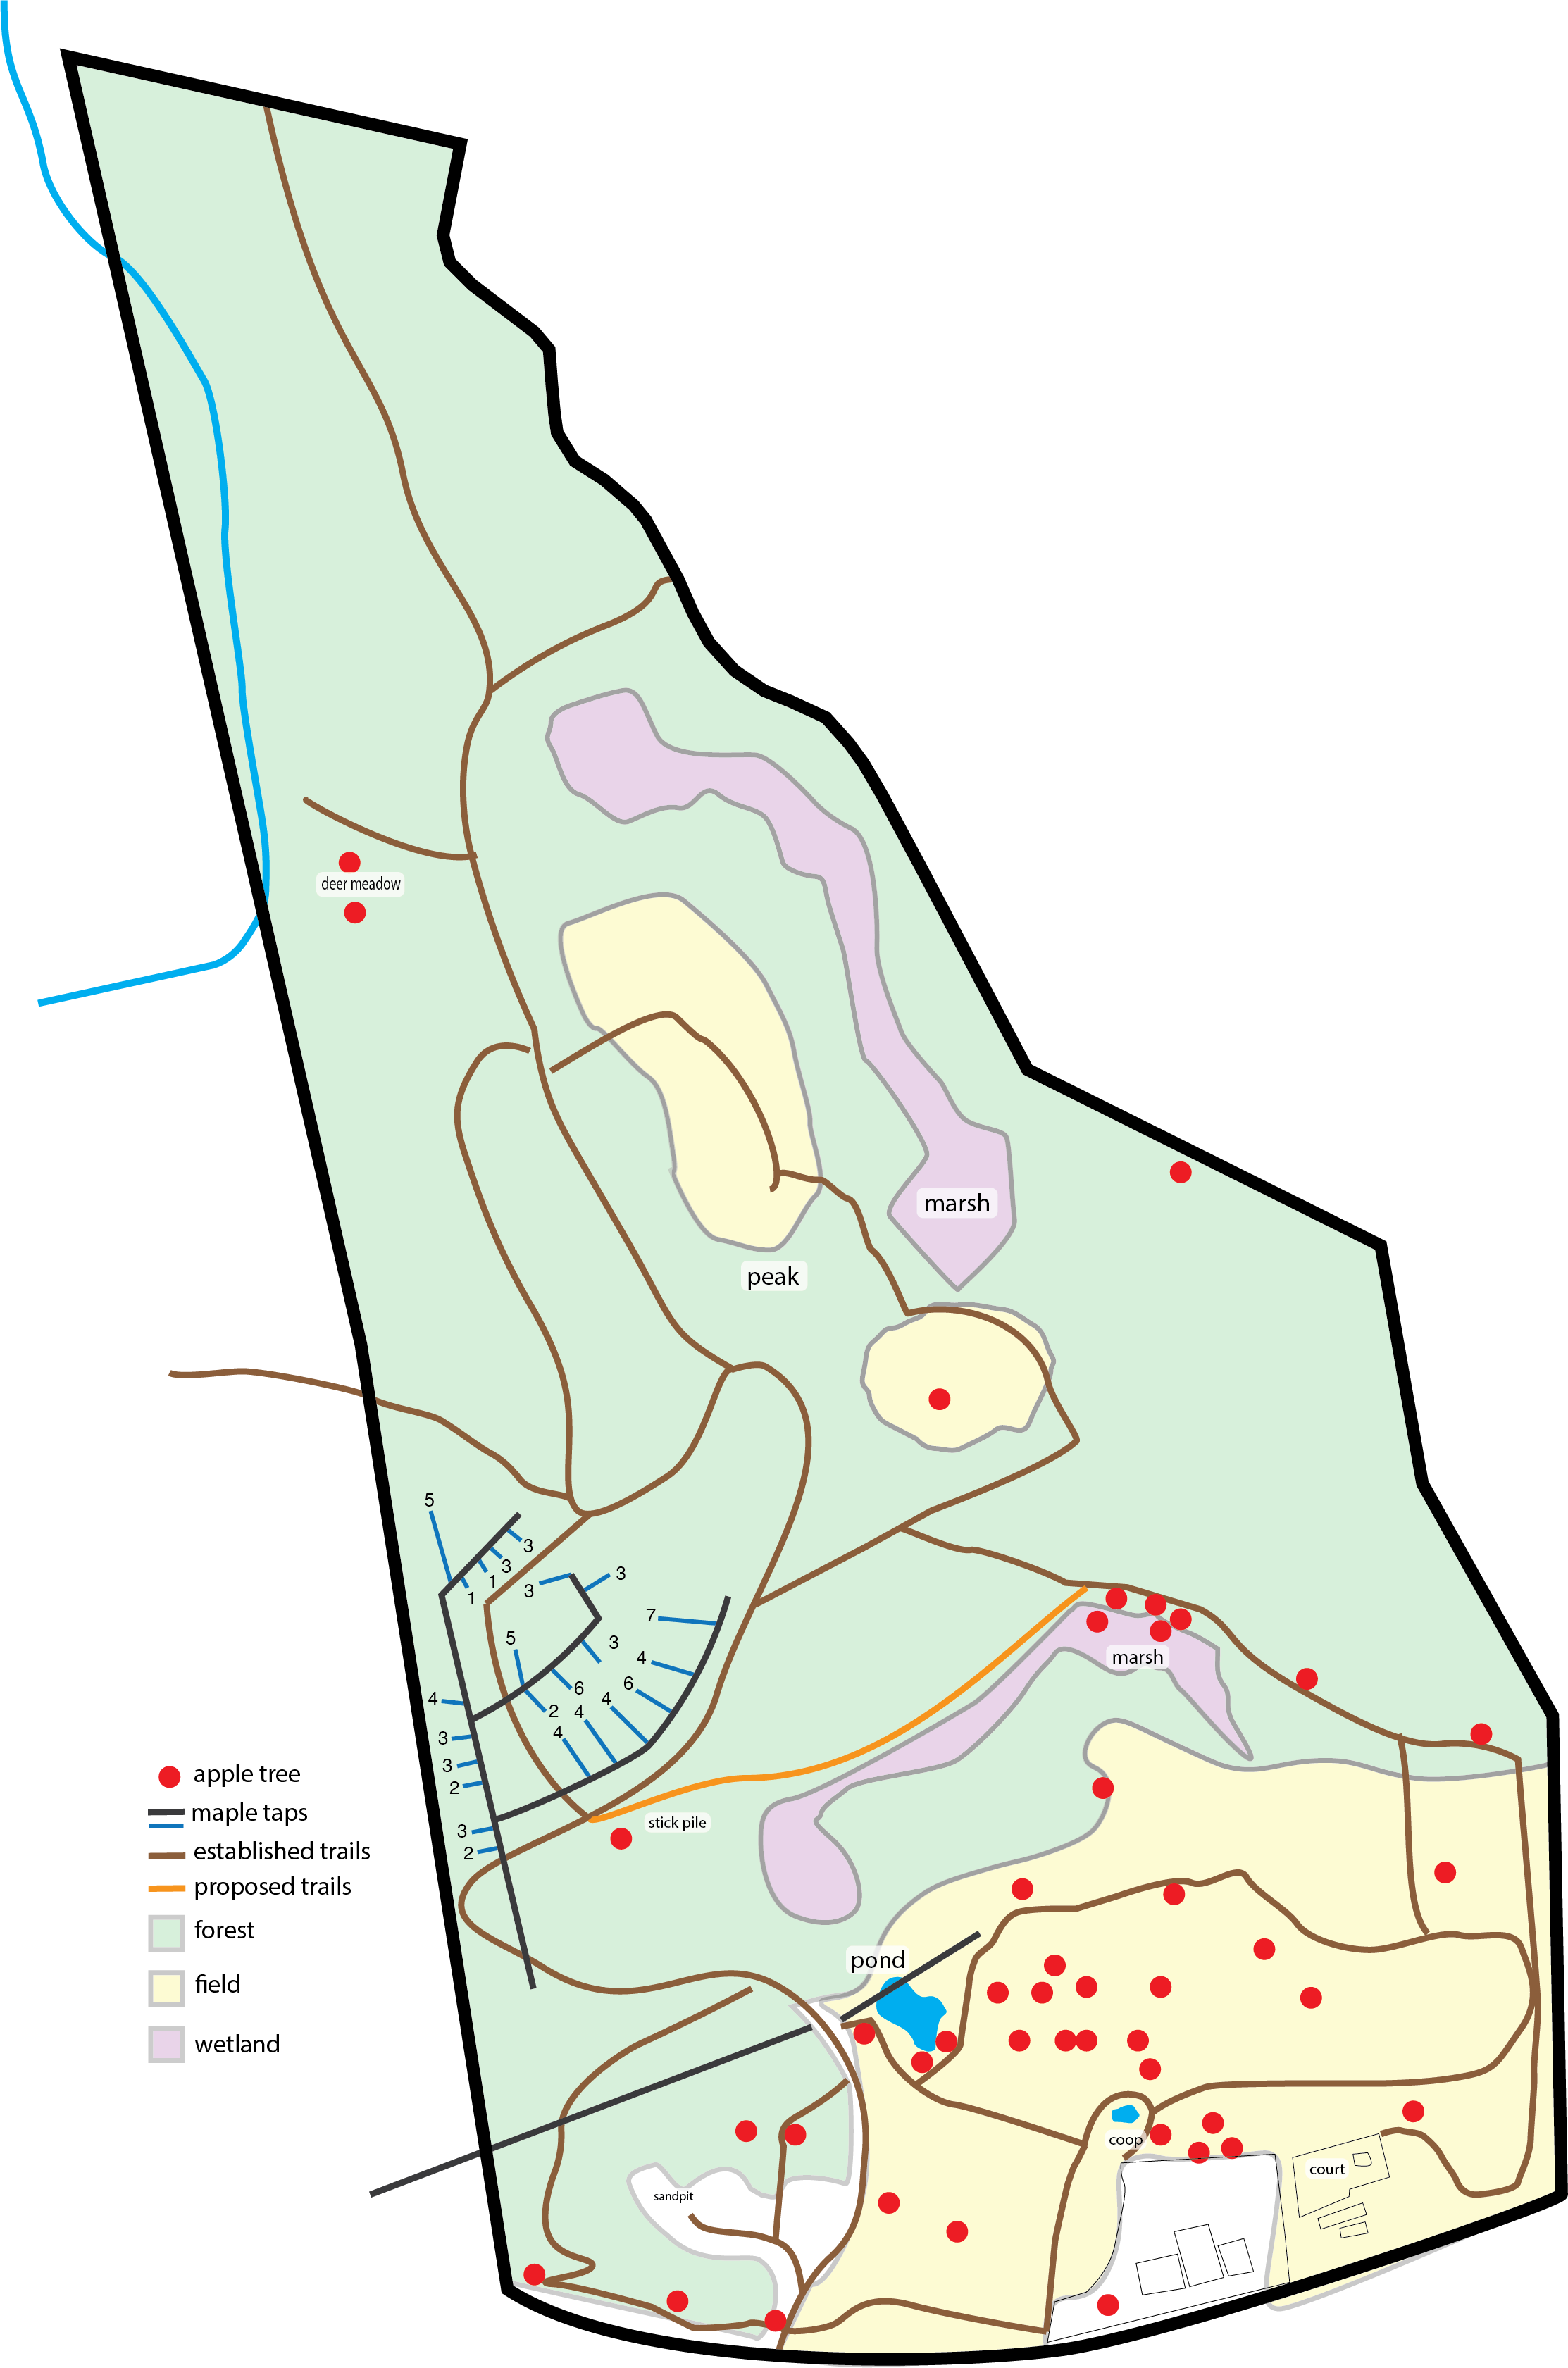 deer meadow
marsh
peak
5
3
3
1
1
3
3
7
5
3
4
6
6
4
2
4
4
4
3
3
2
3
2
marsh
stick pile
apple tree
maple taps
established trails
proposed trails
forest
field
wetland
pond
coop
court
sandpit